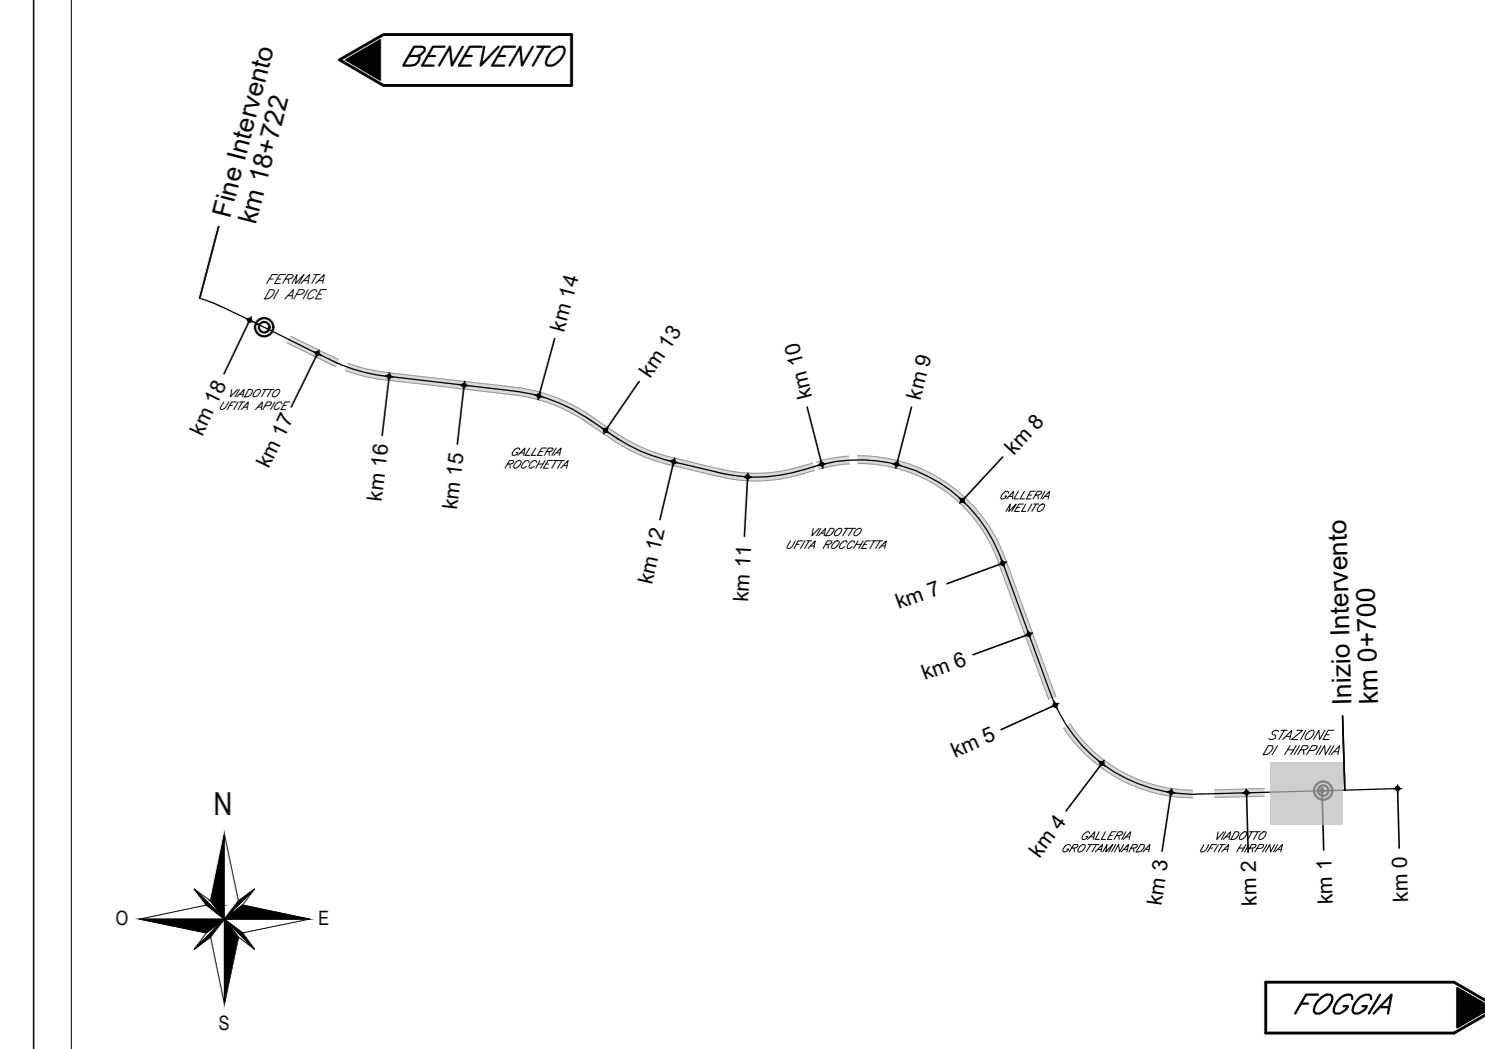 BENEVENTO
Fine Intervento
km 18+722
FERMATA
DI APICE
km 14
km 13
km 10
km 9
km 8
km 18
VIADOTTO
UFITA APICE
km 17
km 16
km 15
GALLERIA
ROCCHETTA
km 12
km 11
VIADOTTO
UFITA ROCCHETTA
GALLERIA
MELITO
km 7
km 6
km 5
Inizio Intervento
km 0+700
STAZIONE
DI HIRPINIA
km 4
GALLERIA
GROTTAMINARDA
km 3
VIADOTTO
UFITA HIRPINIA
km 2
km 1
km 0
N
O
E
S
FOGGIA